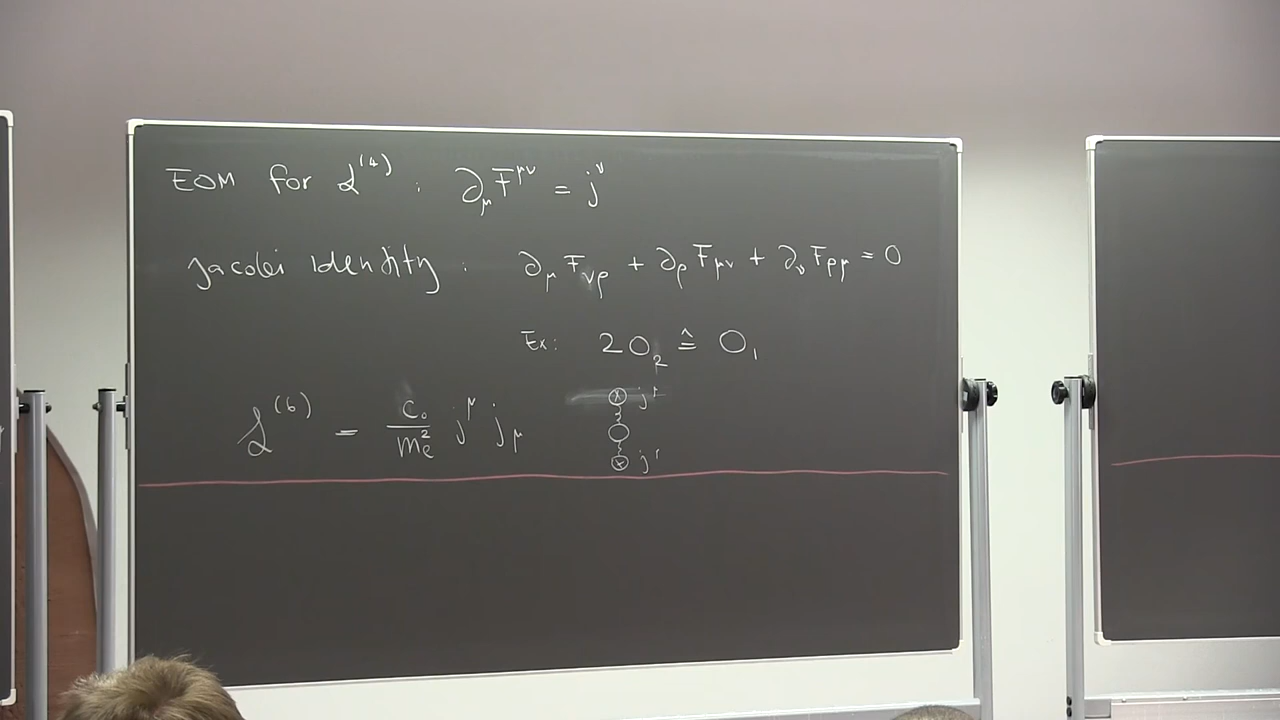 EOM for ℒ⁽⁴⁾ : ∂_μ F^{μν} = j^ν
Jacobi identity : ∂_μ F_{νρ} + ∂_ρ F_{μν} + ∂_ν F_{ρμ} = 0
Ex: 2 O₂ ≙ O₁
ℒ⁽⁶⁾ = c₀/m_e² j^μ j_μ
j^μ
j^μ